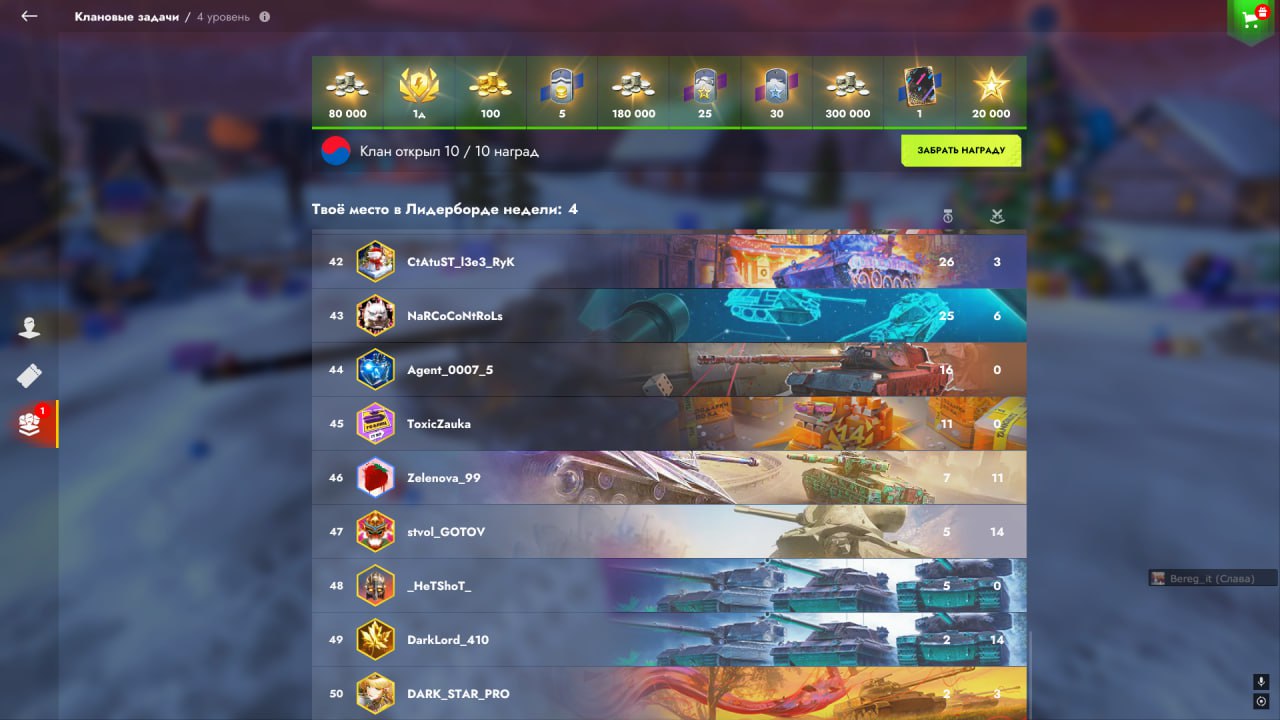 Клановые задачи / 4 уровень
80 000 1д 100 5 180 000 25 30 300 000 1 20 000
Клан открыл 10 / 10 наград
ЗАБРАТЬ НАГРАДУ
Твоё место в Лидерборде недели: 4
42 CtAtuST_l3e3_RyK 26 3
43 NaRCoCoNtRoLs 25 6
44 Agent_0007_5 16 0
45 ToxicZauka 11 0
1
46 Zelenova_99 7 11
47 stvol_GOTOV 5 14
48 _HeTShoT_ 5 0
Bereg_it (Слава)
49 DarkLord_410 2 14
50 DARK_STAR_PRO 2 3